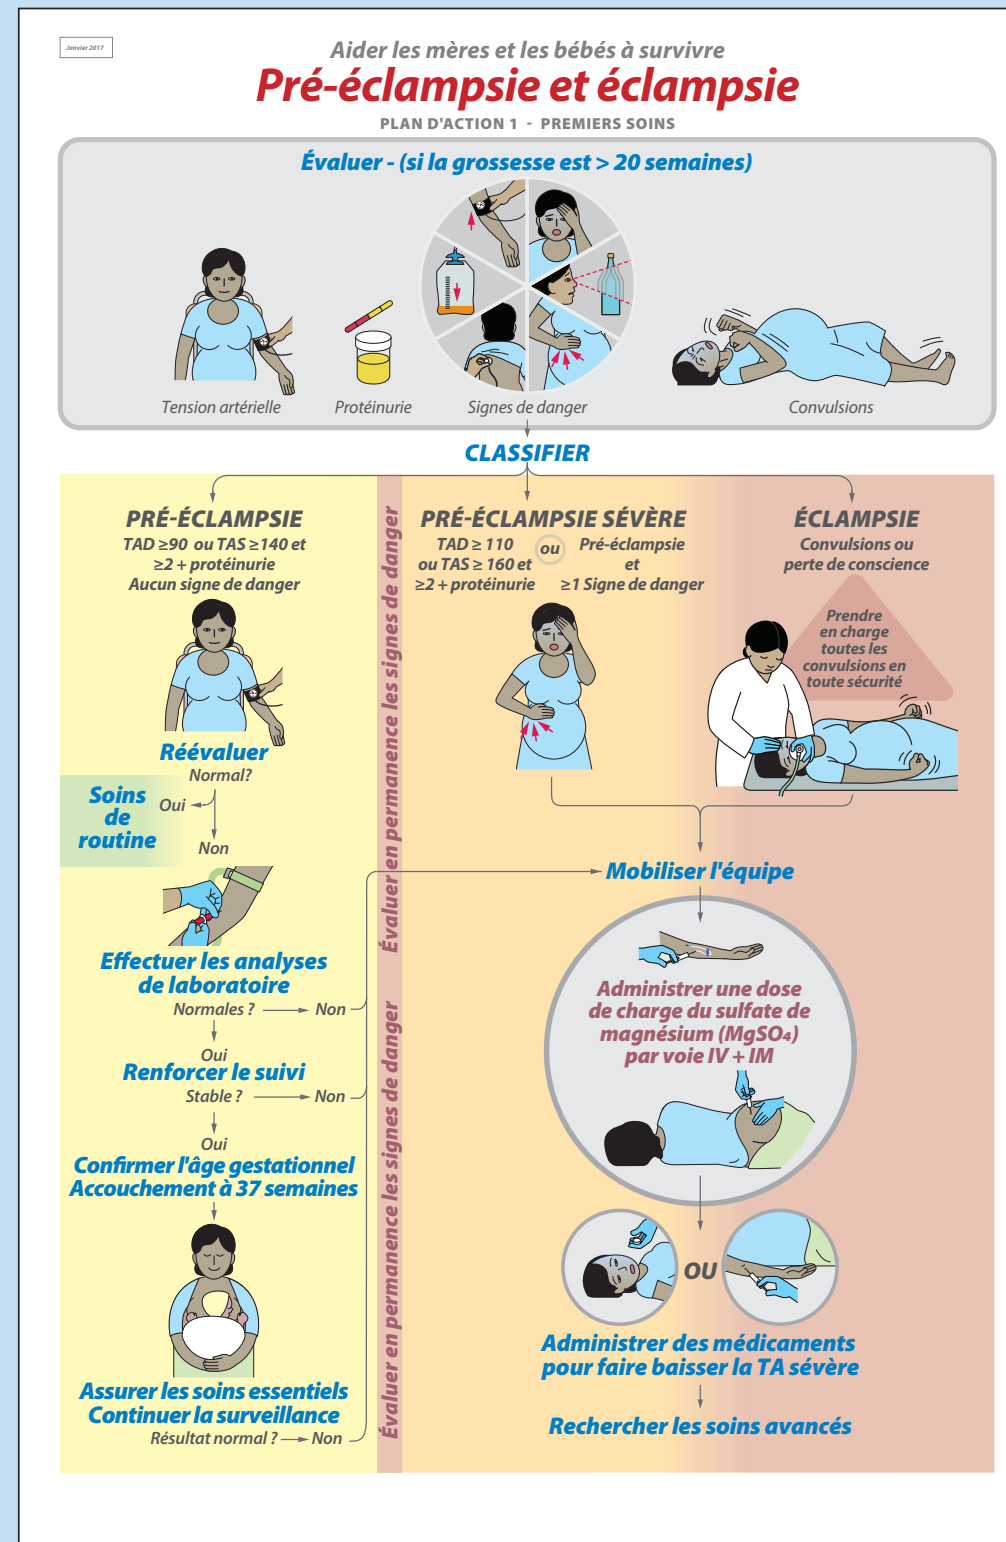 Janvier 2017
Aider les mères et les bébés à survivre
Pré-éclampsie et éclampsie
PLAN D'ACTION 1 - PREMIERS SOINS
Évaluer - (si la grossesse est > 20 semaines)
Tension artérielle
Protéinurie
Signes de danger
Convulsions
CLASSIFIER
PRÉ-ÉCLAMPSIE
TAD ≥90 ou TAS ≥140 et
≥2 + protéinurie
Aucun signe de danger
Réévaluer
Normal?
Oui
Soins
de
routine
Non
Effectuer les analyses
de laboratoire
Normales ?
Non
Oui
Renforcer le suivi
Stable ?
Non
Oui
Confirmer l'âge gestationnel
Accouchement à 37 semaines
Assurer les soins essentiels
Continuer la surveillance
Résultat normal ?
Non
Évaluer en permanence les signes de danger
Évaluer en permanence les signes de danger
PRÉ-ÉCLAMPSIE SÉVÈRE
TAD ≥ 110
ou TAS ≥ 160 et
≥2 + protéinurie
ou
Pré-éclampsie
et
≥1 Signe de danger
ÉCLAMPSIE
Convulsions ou
perte de conscience
Prendre
en charge
toutes les
convulsions en
toute sécurité
Mobiliser l'équipe
Administrer une dose
de charge du sulfate de
magnésium (MgSO₄)
par voie IV + IM
OU
Administrer des médicaments
pour faire baisser la TA sévère
Rechercher les soins avancés